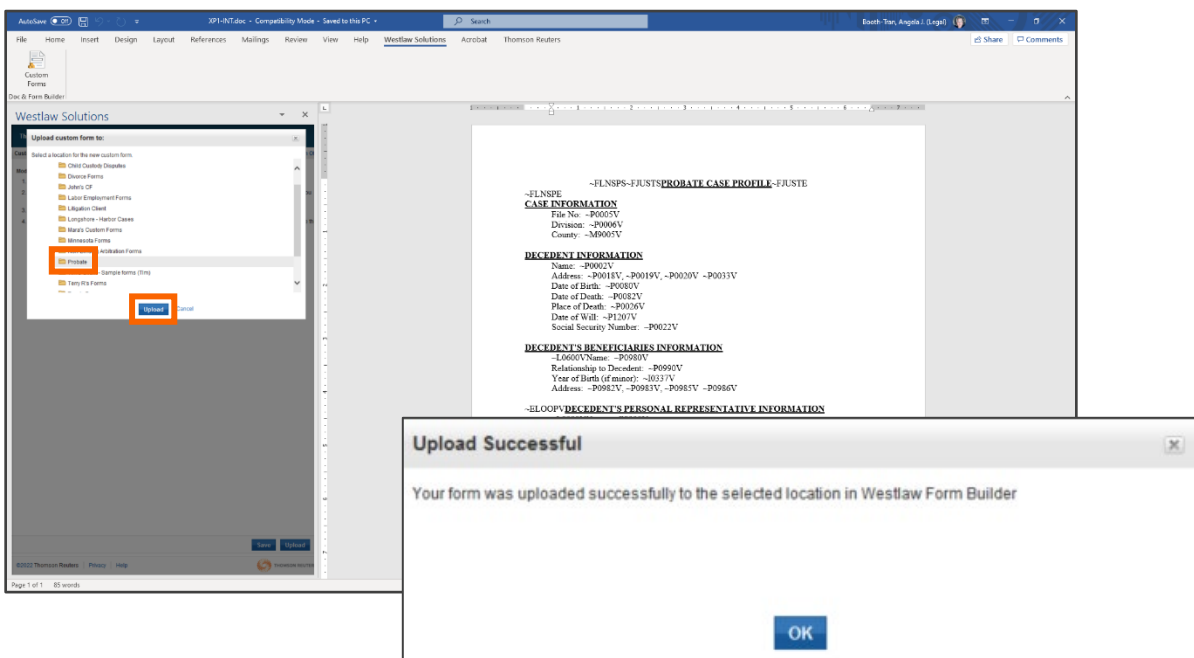 AutoSave Off
XP1-INT.doc - Compatibility Mode - Saved to this PC
Search
Booth-Tran, Angela J. (Legal)
File Home Insert Design Layout References Mailings Review View Help Westlaw Solutions Acrobat Thomson Reuters
Share Comments
Custom
Forms
Doc & Form Builder
Westlaw Solutions
Upload custom form to:
Select a location for the new custom form.
Child Custody Disputes
Divorce Forms
John's CF
Labor Employment Forms
Litigation Client
Longshore - Harbor Cases
Mara's Custom Forms
Minnesota Forms
Arbitration Forms
Probate
- Sample forms (Tim)
Terry R's Forms
Upload Cancel
Save Upload
©2022 Thomson Reuters Privacy Help
THOMSON REUTERS
Page 1 of 1 85 words
~FLNSPS~FJUSTSPROBATE CASE PROFILE~FJUSTE
~FLNSPE
CASE INFORMATION
File No: ~P0005V
Division: ~P0006V
County: ~M9005V
DECEDENT INFORMATION
Name: ~P0002V
Address: ~P0018V, ~P0019V, ~P0020V ~P0033V
Date of Birth: ~P0080V
Date of Death: ~P0082V
Place of Death: ~P0026V
Date of Will: ~P1207V
Social Security Number: ~P0022V
DECEDENT'S BENEFICIARIES INFORMATION
~L0600VName: ~P0980V
Relationship to Decedent: ~P0990V
Year of Birth (if minor): ~I0337V
Address: ~P0982V, ~P0983V, ~P0985V ~P0986V
~ELOOPVDECEDENT'S PERSONAL REPRESENTATIVE INFORMATION
Upload Successful
Your form was uploaded successfully to the selected location in Westlaw Form Builder
OK